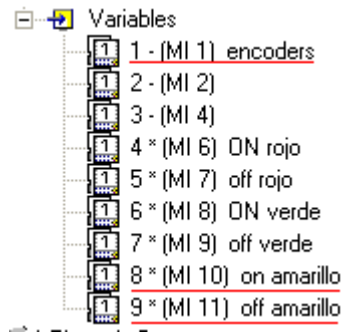 Variables
1 - (MI 1) encoders
2 - (MI 2)
3 - (MI 4)
4 * (MI 6) ON rojo
5 * (MI 7) off rojo
6 * (MI 8) ON verde
7 * (MI 9) off verde
8 * (MI 10) on amarillo
9 * (MI 11) off amarillo